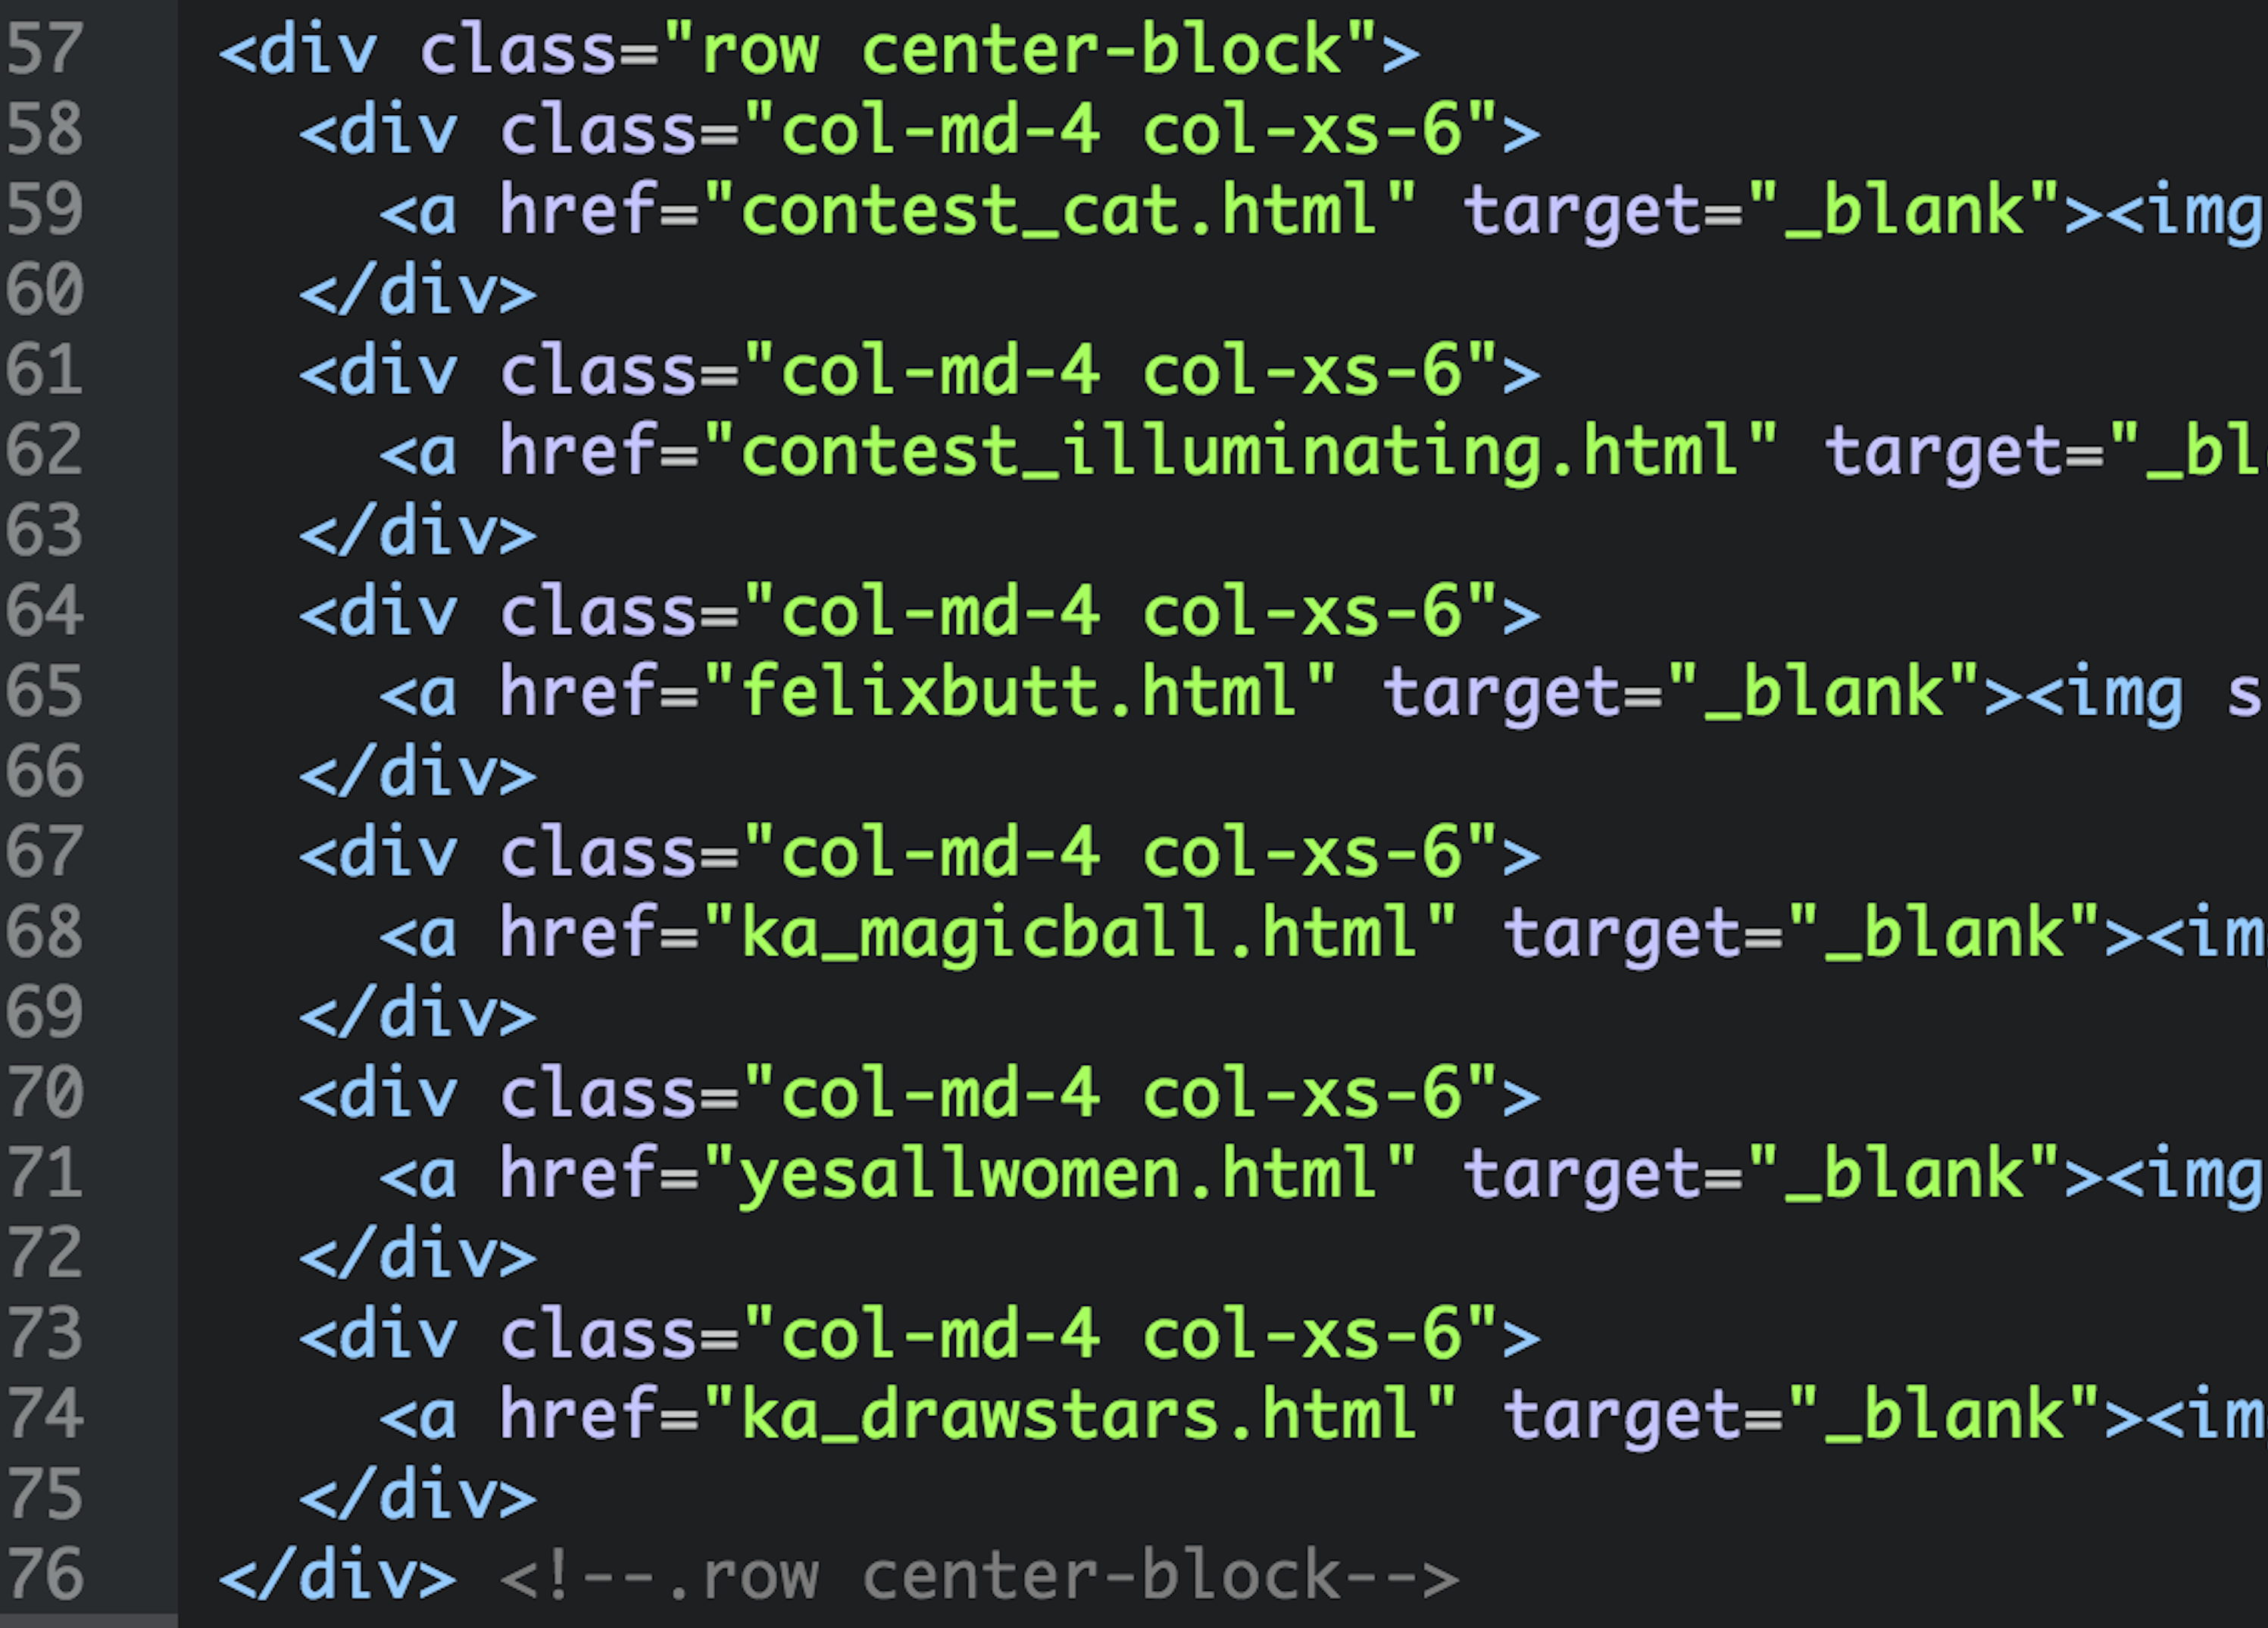 57 <div class="row center-block">
58 <div class="col-md-4 col-xs-6">
59 <a href="contest_cat.html" target="_blank"><img
60 </div>
61 <div class="col-md-4 col-xs-6">
62 <a href="contest_illuminating.html" target="_bl
63 </div>
64 <div class="col-md-4 col-xs-6">
65 <a href="felixbutt.html" target="_blank"><img s
66 </div>
67 <div class="col-md-4 col-xs-6">
68 <a href="ka_magicball.html" target="_blank"><im
69 </div>
70 <div class="col-md-4 col-xs-6">
71 <a href="yesallwomen.html" target="_blank"><img
72 </div>
73 <div class="col-md-4 col-xs-6">
74 <a href="ka_drawstars.html" target="_blank"><im
75 </div>
76 </div> <!--.row center-block-->